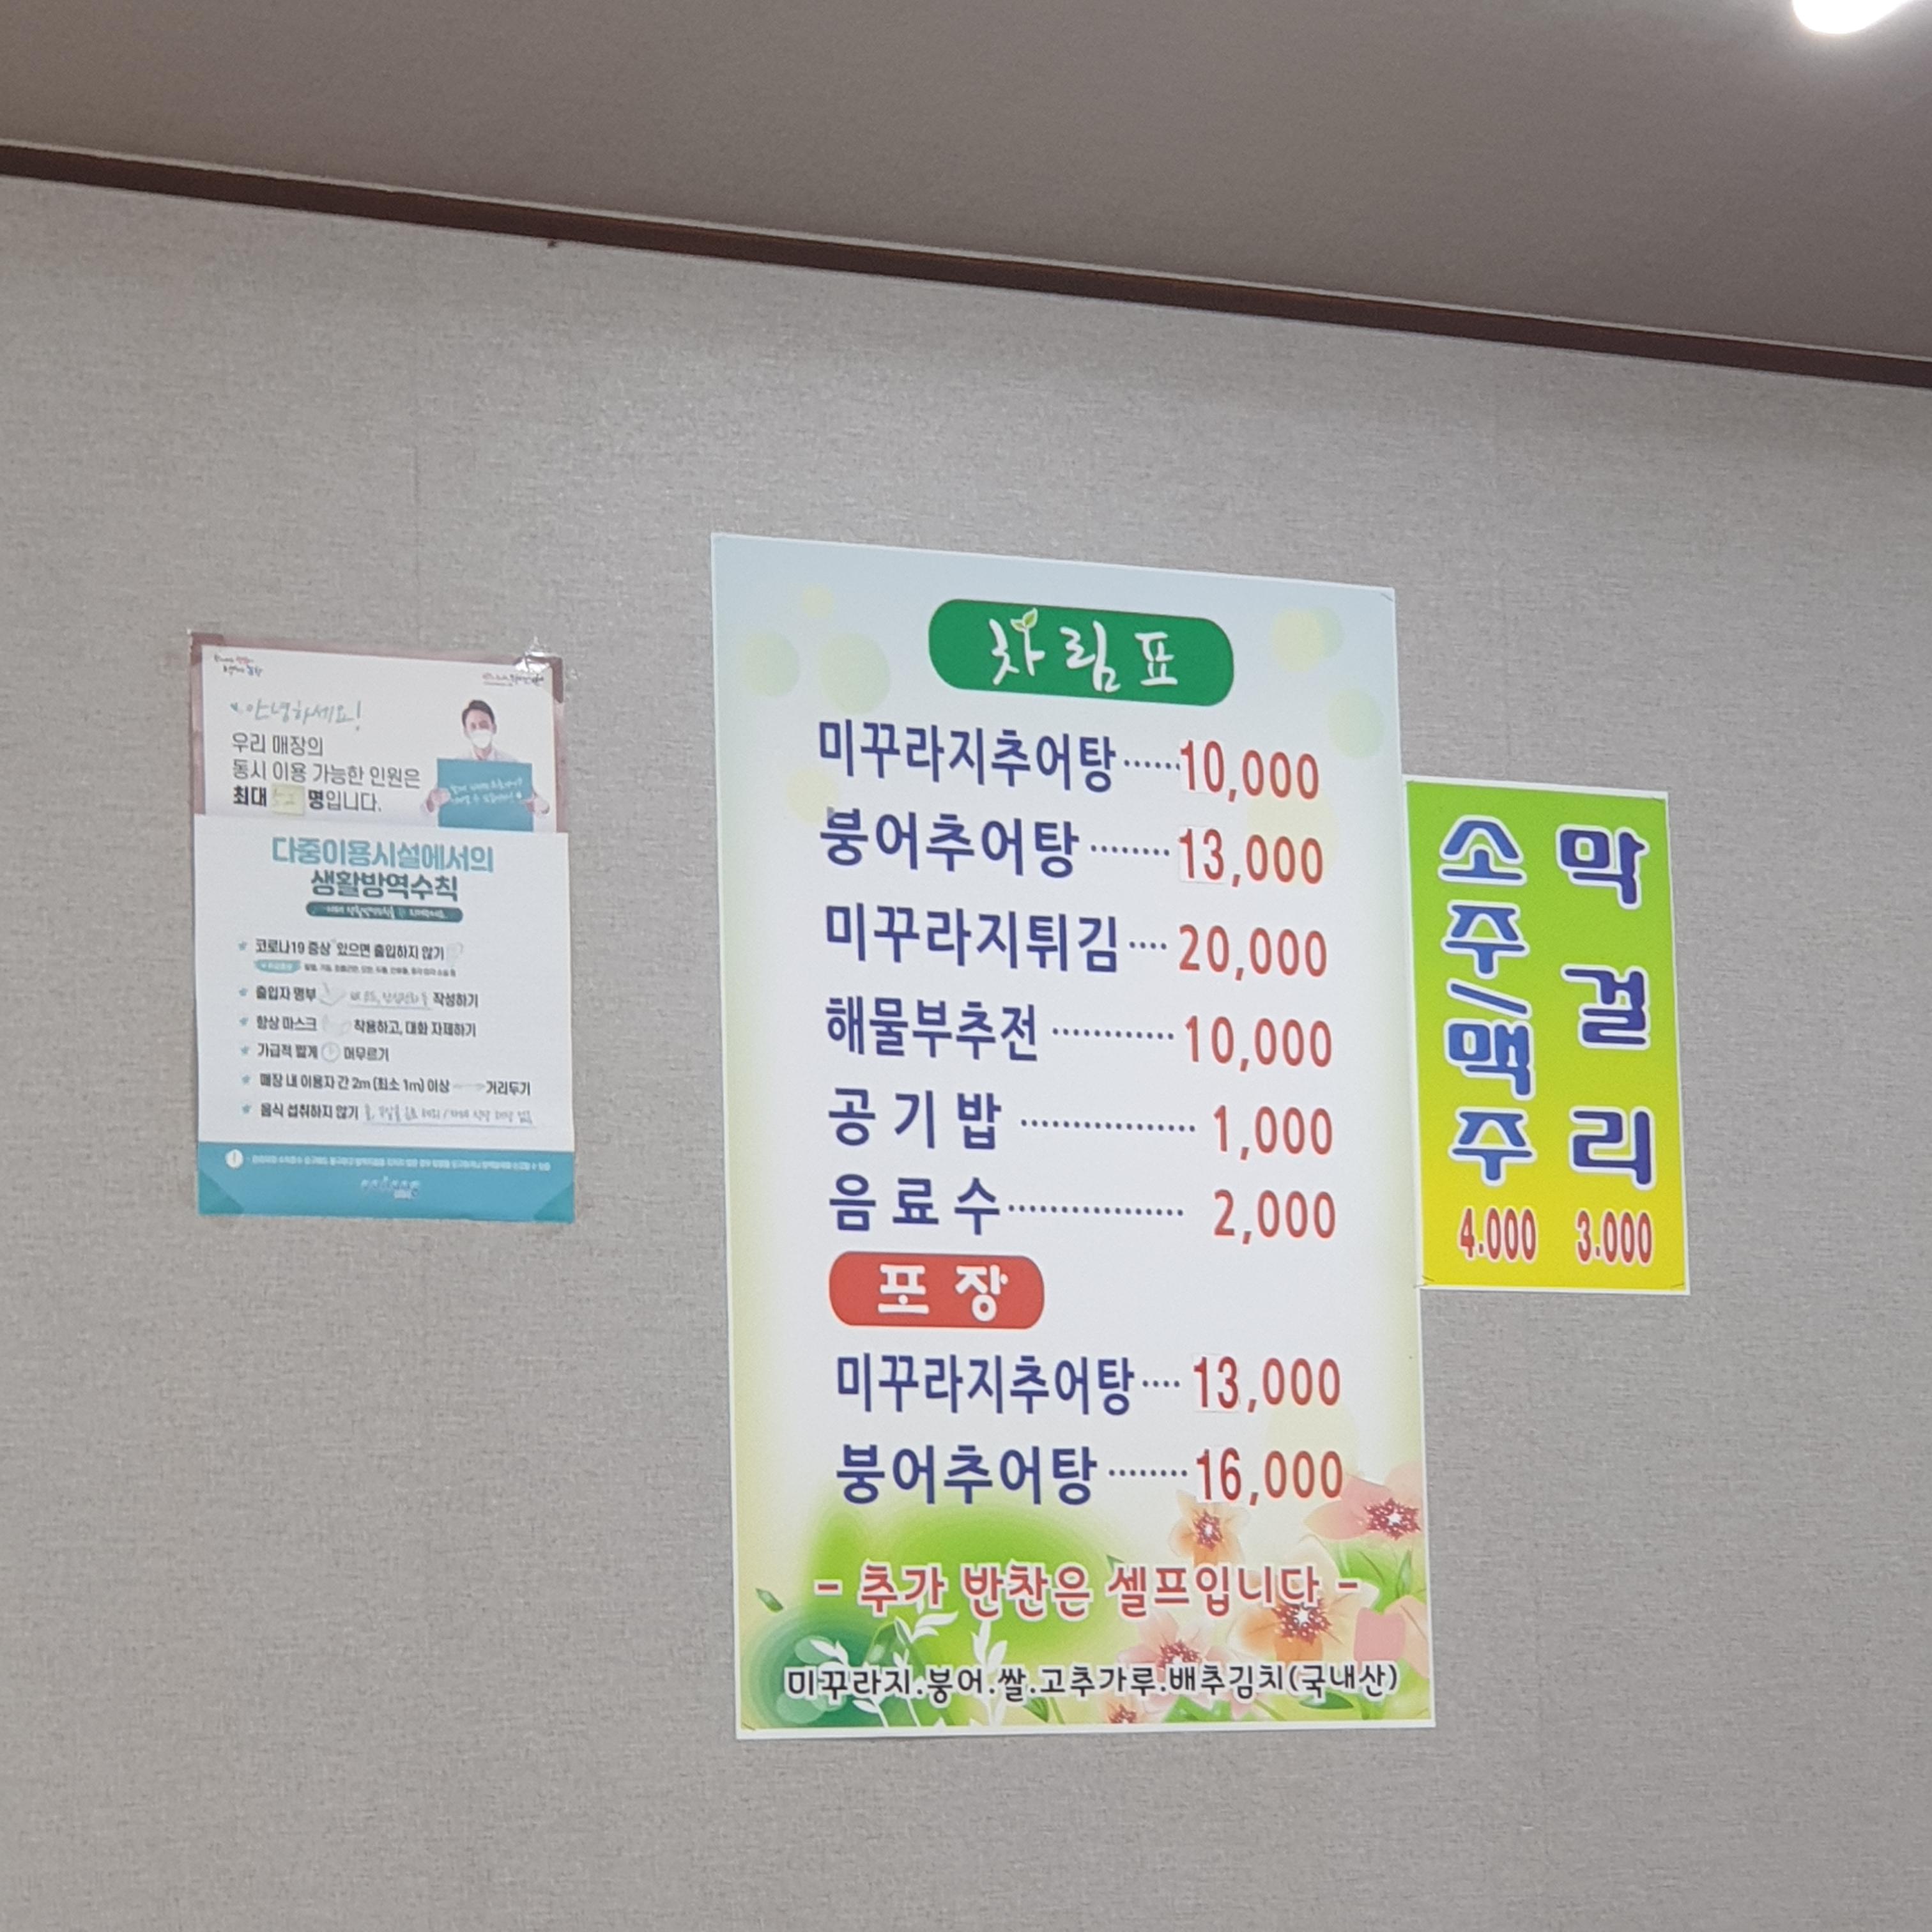 안녕하세요!
우리 매장의
동시 이용 가능한 인원은
최대 명입니다.
다중이용시설에서의
생활방역수칙
코로나19 증상 있으면 출입하지 않기
출입자 명부 작성하기
항상 마스크 착용하고, 대화 자제하기
가급적 짧게 머무르기
매장 내 이용자 간 2m (최소 1m) 이상 거리두기
음식 섭취하지 않기
차림표
미꾸라지추어탕······10,000
붕어추어탕········13,000
미꾸라지튀김····20,000
해물부추전············10,000
공기밥·················1,000
음료수·················2,000
포장
미꾸라지추어탕····13,000
붕어추어탕········16,000
- 추가 반찬은 셀프입니다 -
미꾸라지.붕어.쌀.고추가루.배추김치(국내산)
소주/맥주
4.000
막걸리
3.000